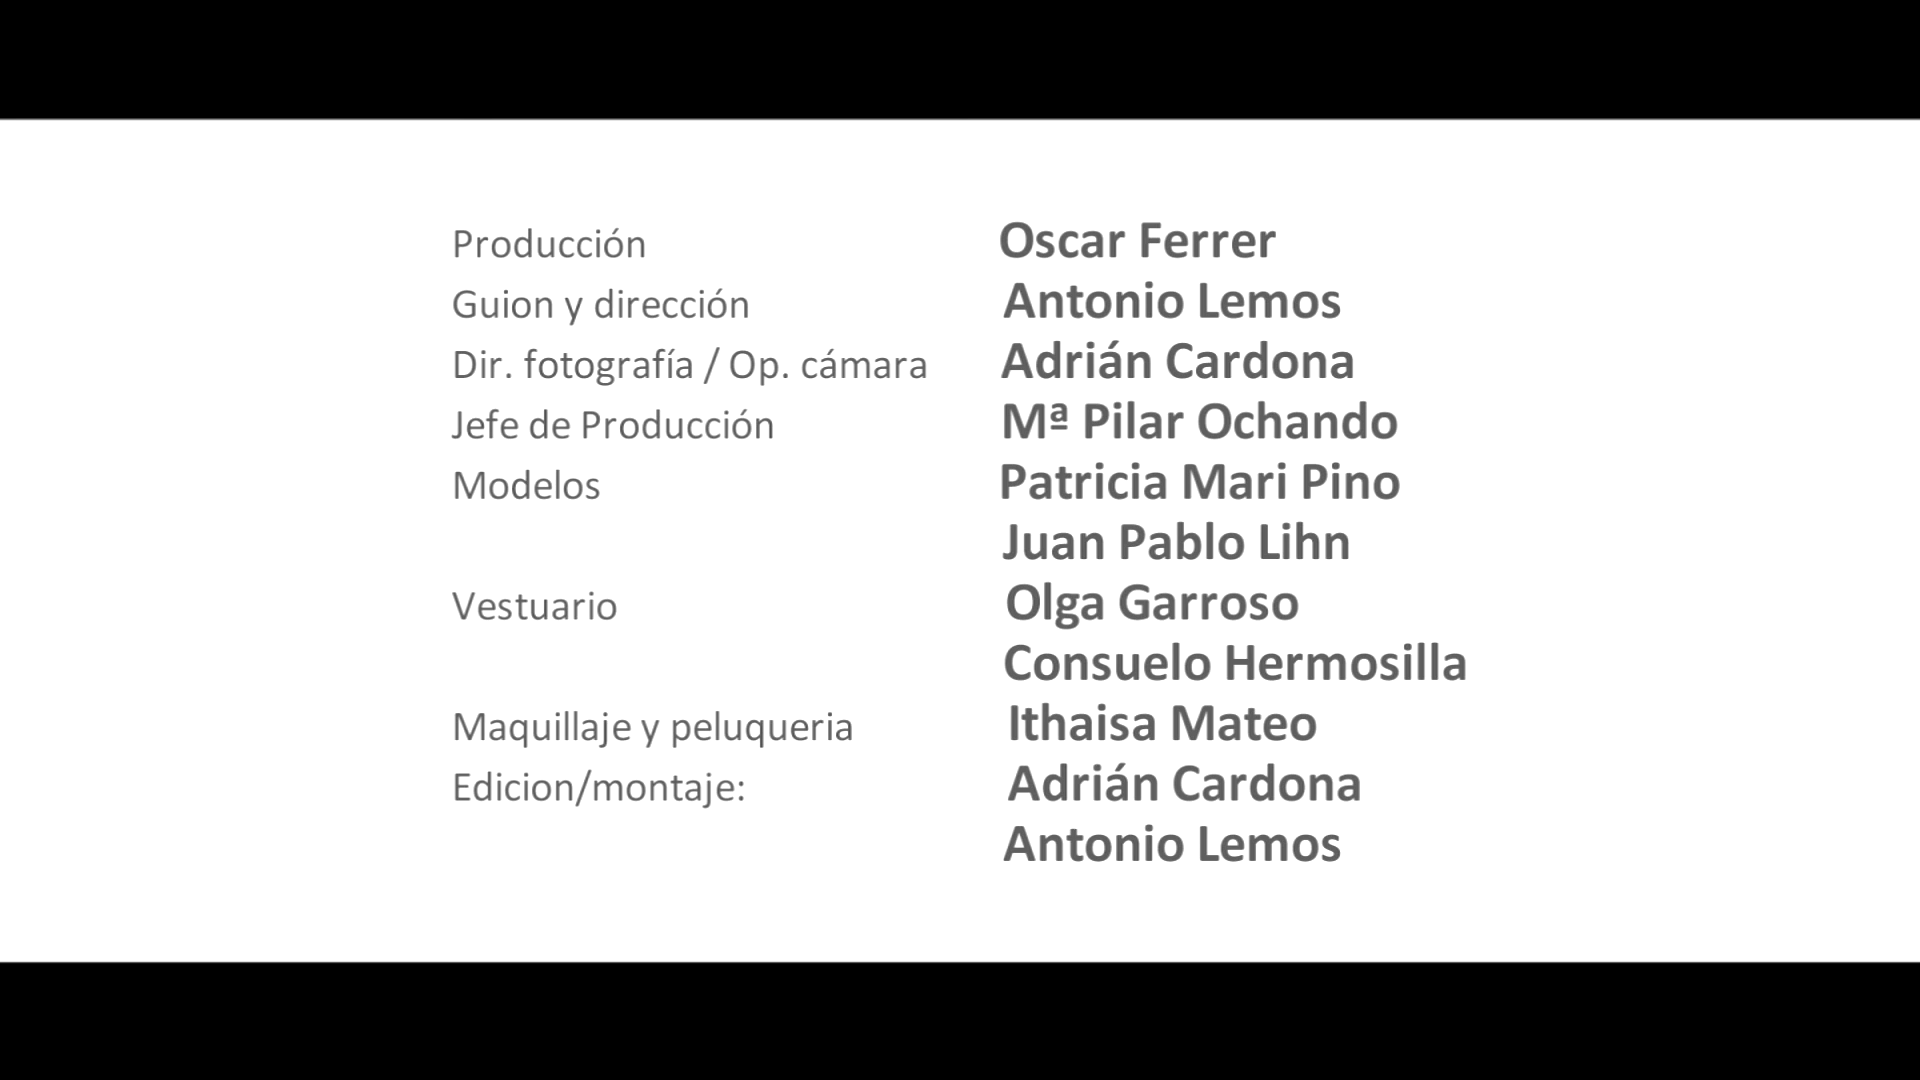 Producción Oscar Ferrer
Guion y dirección Antonio Lemos
Dir. fotografía / Op. cámara Adrián Cardona
Jefe de Producción Mª Pilar Ochando
Modelos Patricia Mari Pino
Juan Pablo Lihn
Vestuario Olga Garroso
Consuelo Hermosilla
Maquillaje y peluqueria Ithaisa Mateo
Edicion/montaje: Adrián Cardona
Antonio Lemos